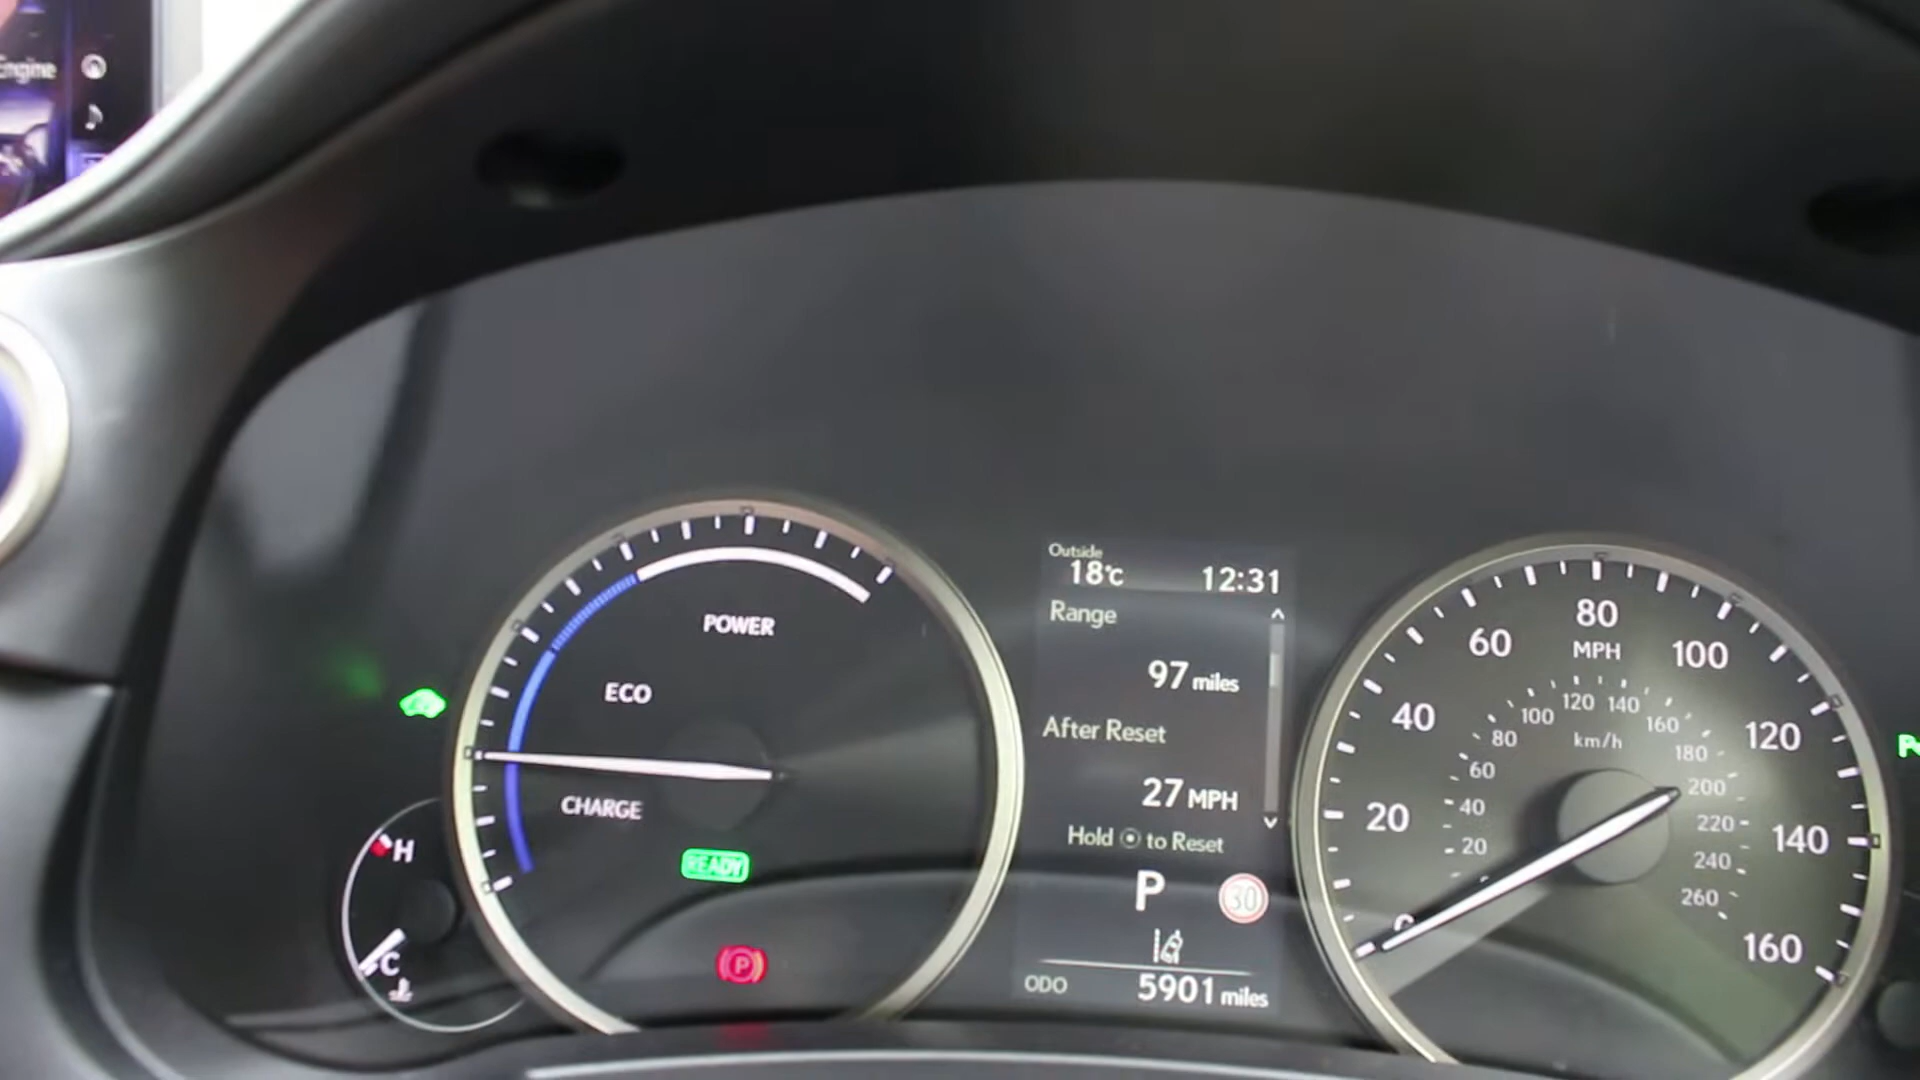 Engine
POWER
ECO
CHARGE
READY
P
H
C
Outside
18°C 12:31
Range
97 miles
After Reset
27 MPH
Hold to Reset
P 30
ODO 5901 miles
80
MPH
60 100
40 120
20 140
160
120 140
100 160
80 km/h 180
60 200
40 220
20 240
260